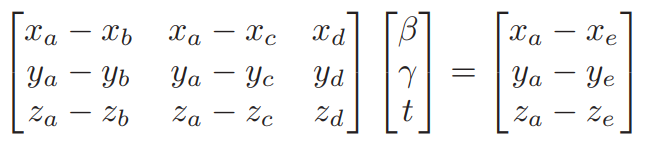 [ x_a − x_b   x_a − x_c   x_d ] [ β ]   [ x_a − x_e ]
[ y_a − y_b   y_a − y_c   y_d ] [ γ ] = [ y_a − y_e ]
[ z_a − z_b   z_a − z_c   z_d ] [ t ]   [ z_a − z_e ]